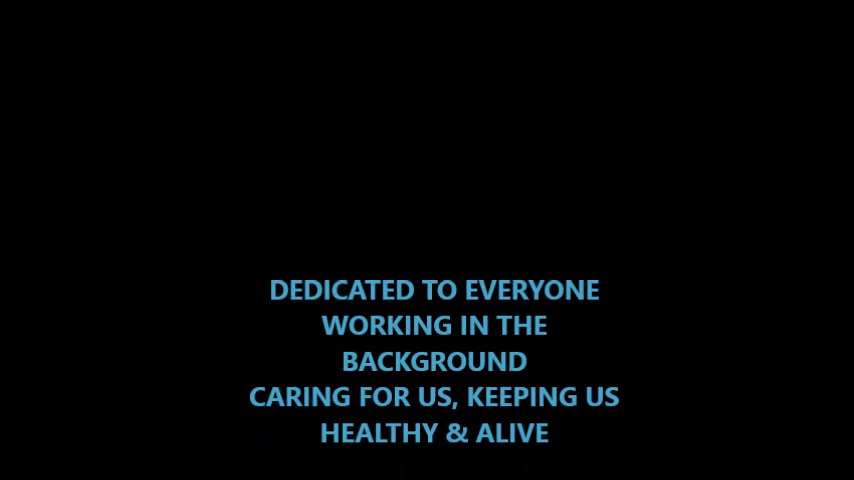 DEDICATED TO EVERYONE
WORKING IN THE
BACKGROUND
CARING FOR US, KEEPING US
HEALTHY & ALIVE